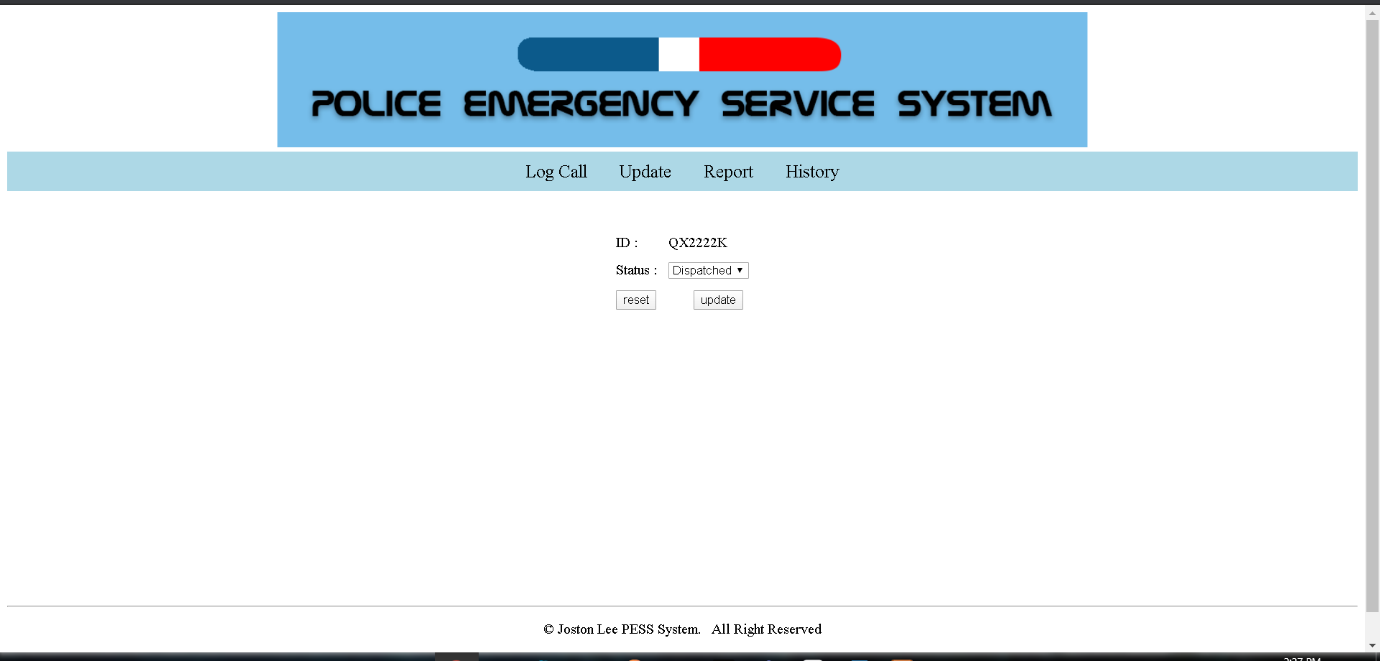 POLICE EMERGENCY SERVICE SYSTEM
Log Call Update Report History
ID : QX2222K
Status : Dispatched
reset update
© Joston Lee PESS System. All Right Reserved